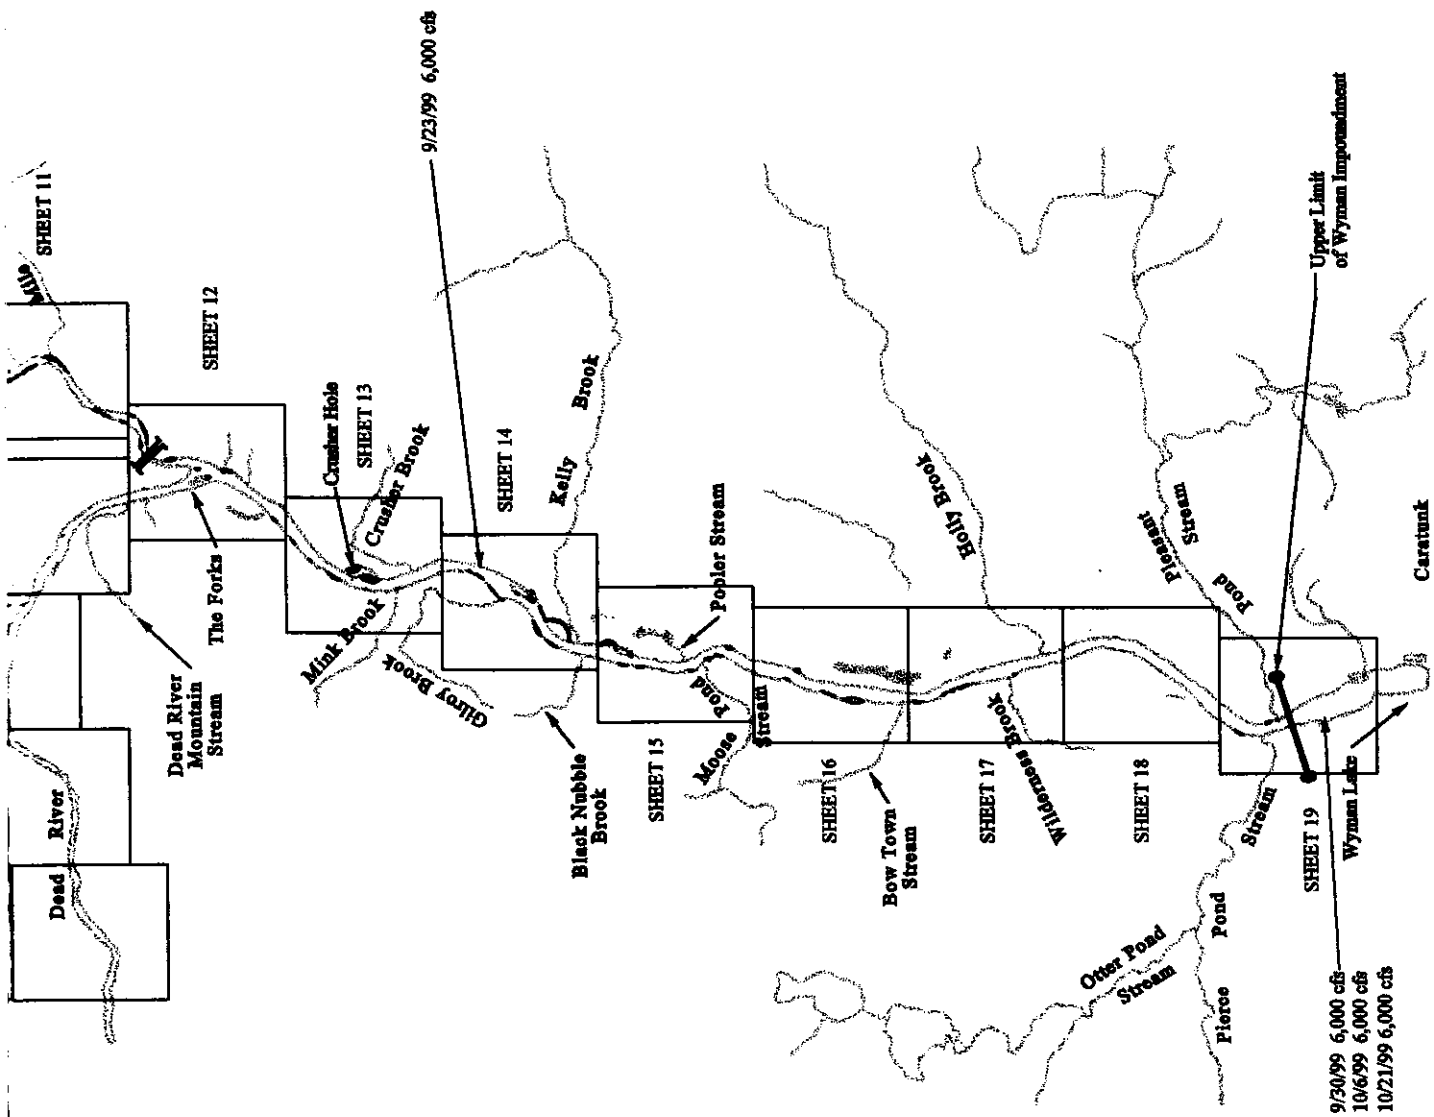 Mile
SHEET 11
SHEET 12
9/23/99 6,000 cfs
Crusher Hole
SHEET 13
Crusher Brook
SHEET 14
Kelly
Brook
The Forks
Dead River
Mountain
Stream
Dead
River
Mink Brook
Gilroy Brook
Black Nubble
Brook
SHEET 15
Pooler Stream
Moose
Pond
Stream
SHEET 16
Bow Town
Stream
Holly Brook
SHEET 17
Wilderness Brook
SHEET 18
Pleasant
Pond
Stream
Upper Limit
of Wyman Impoundment
Otter Pond
Stream
Pierce
Pond
Stream
SHEET 19
Wyman Lake
Caratunk
9/30/99 6,000 cfs
10/6/99 6,000 cfs
10/21/99 6,000 cfs